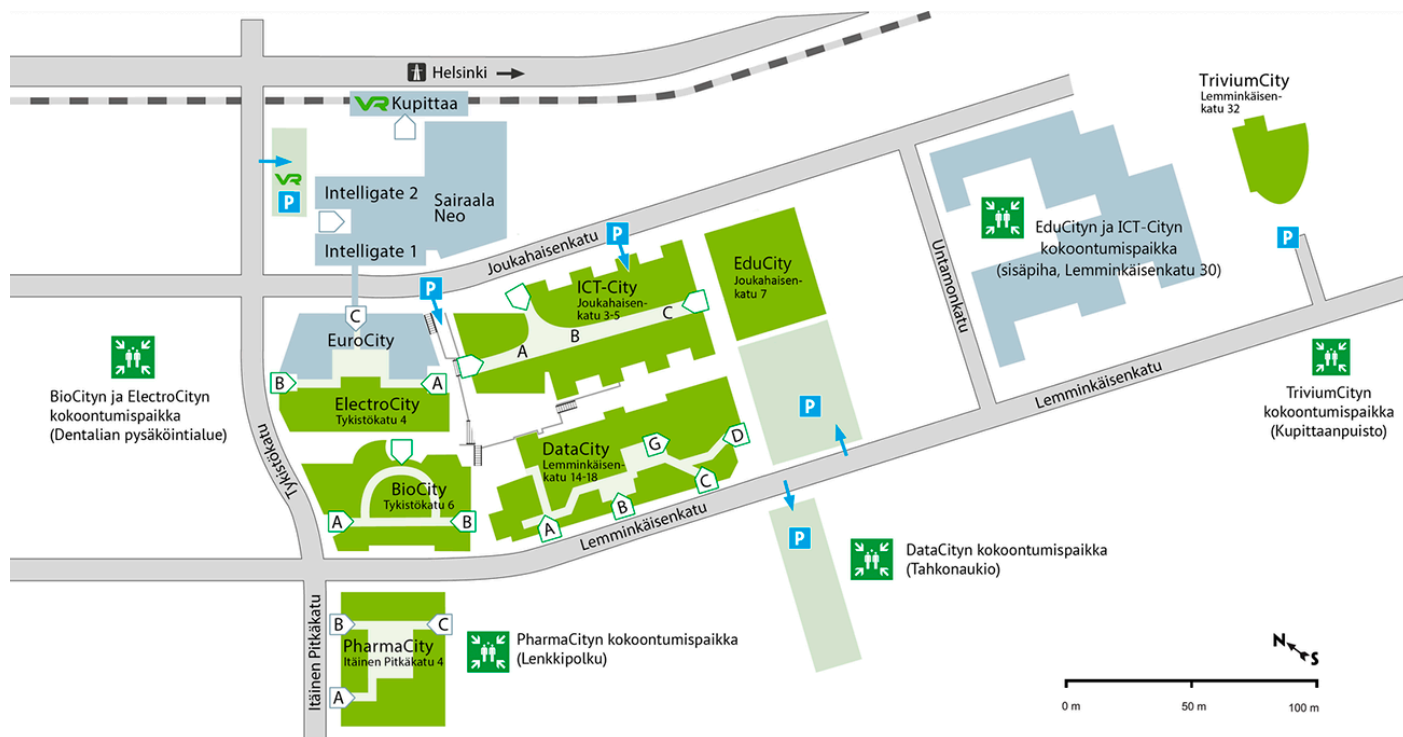 Helsinki
VR Kupittaa
TriviumCity
Lemminkäisen-
katu 32
VR
P
Intelligate 2
Sairaala
Neo
Intelligate 1
Joukahaisenkatu
P
P
EduCity
Joukahaisen-
katu 7
ICT-City
Joukahaisen-
katu 3-5
A
B
C
Untamonkatu
EduCityn ja ICT-Cityn
kokoontumispaikka
(sisäpiha, Lemminkäisenkatu 30)
P
C
EuroCity
B
A
ElectroCity
Tykistökatu 4
BioCityn ja ElectroCityn
kokoontumispaikka
(Dentalian pysäköintialue)
Tykistökatu
Lemminkäisenkatu
TriviumCityn
kokoontumispaikka
(Kupittaanpuisto)
P
DataCity
Lemminkäisen-
katu 14-18
G
D
C
B
A
BioCity
Tykistökatu 6
A
B
Lemminkäisenkatu
P
DataCityn kokoontumispaikka
(Tahkonaukio)
Itäinen Pitkäkatu
B
C
PharmaCity
Itäinen Pitkäkatu 4
A
PharmaCityn kokoontumispaikka
(Lenkkipolku)
N
S
0 m
50 m
100 m